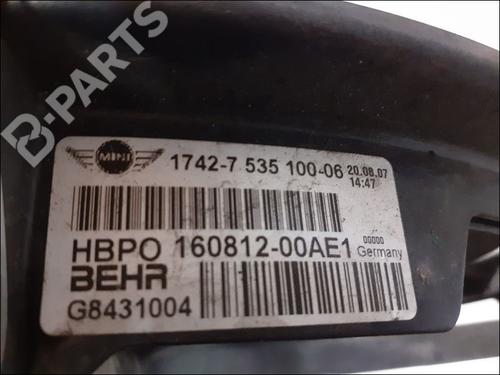 B-PARTS
MINI
1742-7 535 100-06 20.08.07
14:47
HBPO 160812-00AE1 00000
Germany
BEHR
G8431004